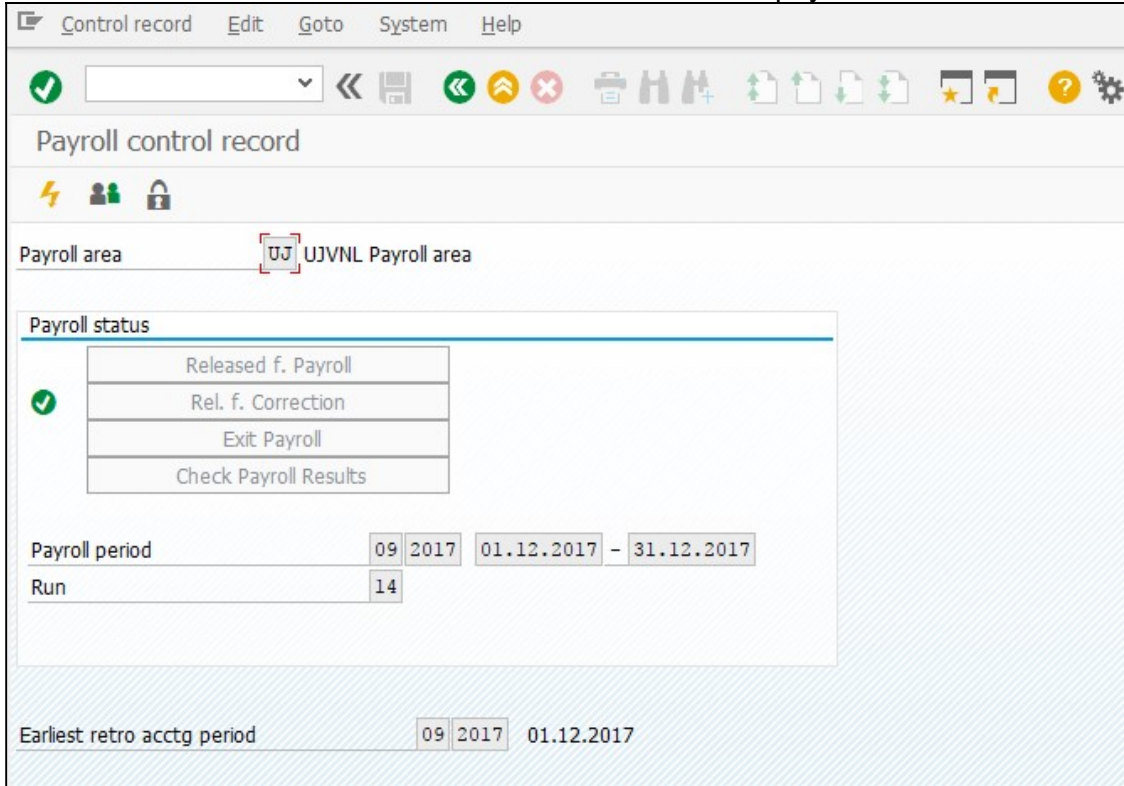 Control record Edit Goto System Help
Payroll control record
Payroll area UJ UJVNL Payroll area
Payroll status
Released f. Payroll
Rel. f. Correction
Exit Payroll
Check Payroll Results
Payroll period 09 2017 01.12.2017 - 31.12.2017
Run 14
Earliest retro acctg period 09 2017 01.12.2017